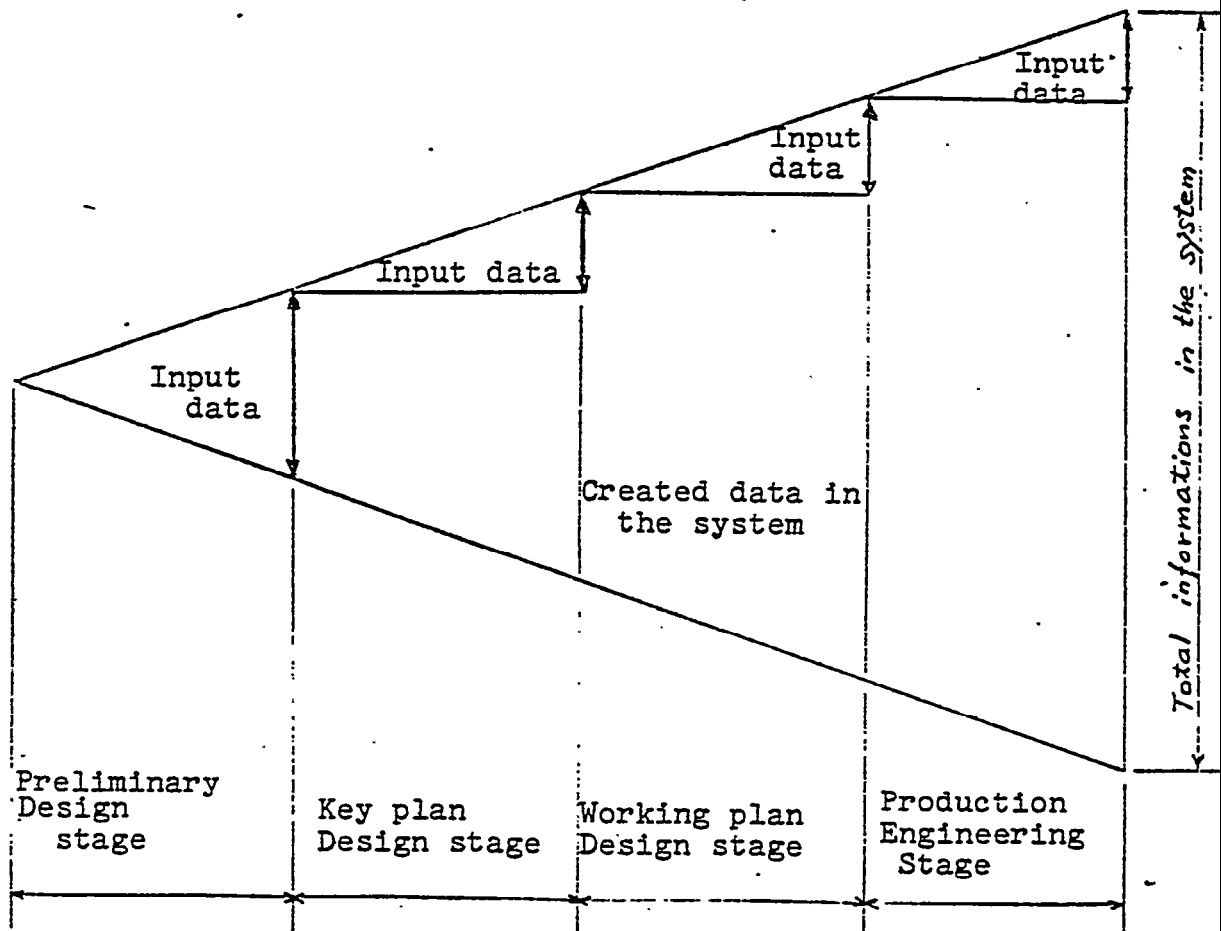 Input
data
Input
data
Input data
Input
data
Created data in
the system
Total informations in the system
Preliminary
Design
stage
Key plan
Design stage
Working plan
Design stage
Production
Engineering
Stage